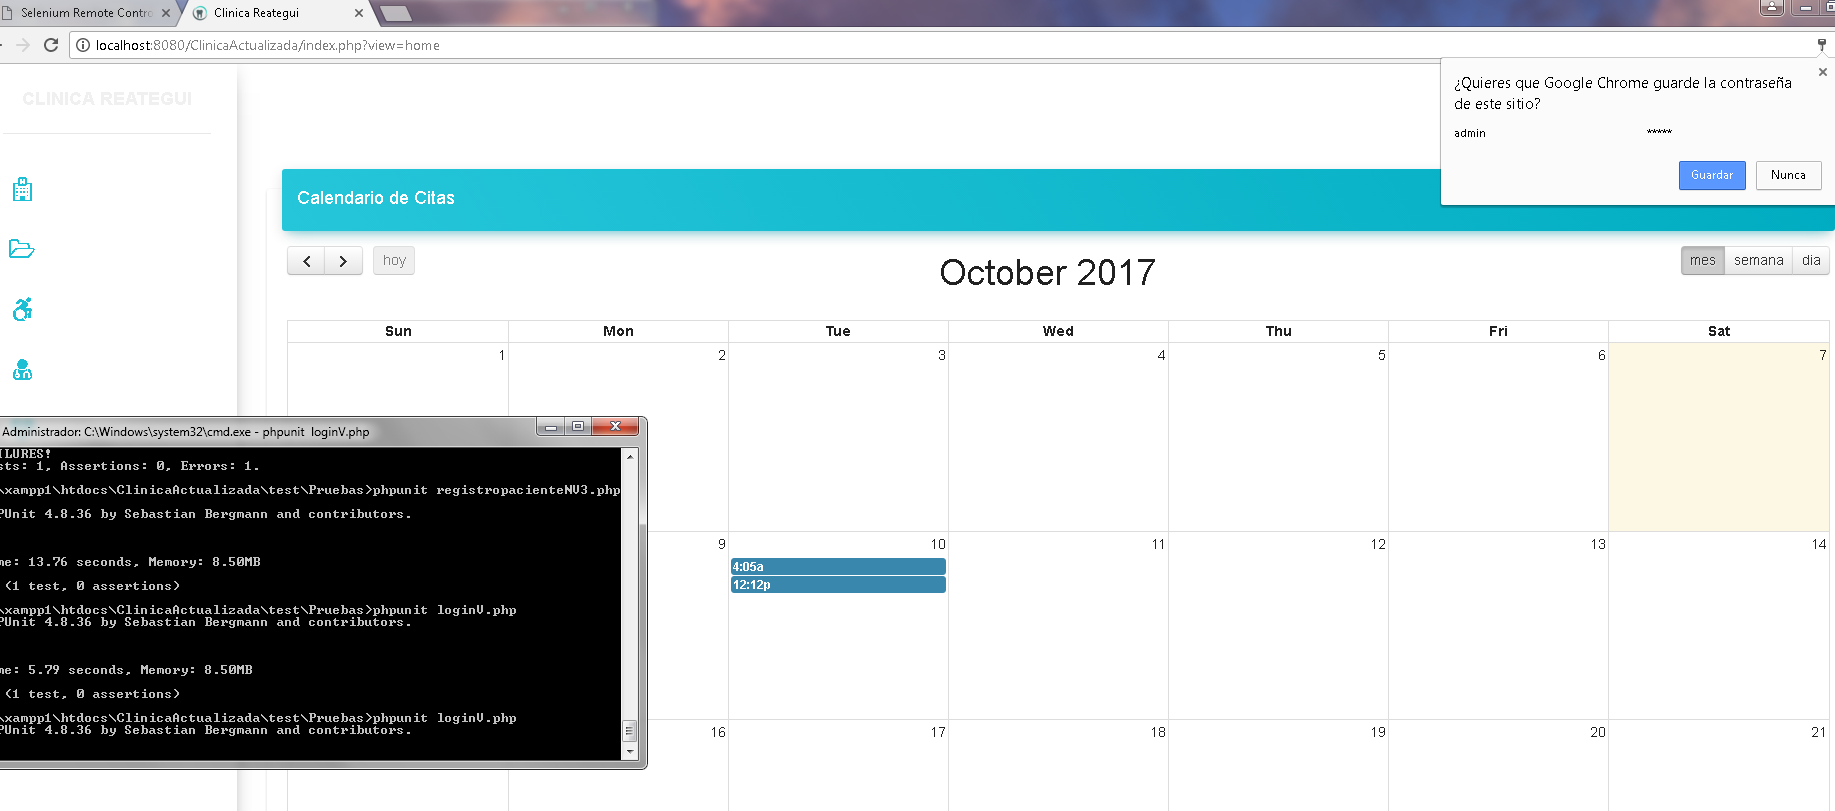 Selenium Remote Contro
Clinica Reategui
localhost:8080/ClinicaActualizada/index.php?view=home
¿Quieres que Google Chrome guarde la contraseña
de este sitio?
admin *****
Guardar Nunca
CLINICA REATEGUI
Calendario de Citas
hoy
October 2017
mes semana dia
Sun Mon Tue Wed Thu Fri Sat
1 2 3 4 5 6 7
9 10 11 12 13 14
4:05a
12:12p
16 17 18 19 20 21
Administrador: C:\Windows\system32\cmd.exe - phpunit loginV.php
ILURES!
sts: 1, Assertions: 0, Errors: 1.
\xampp1\htdocs\ClinicaActualizada\test\Pruebas>phpunit registropacienteNV3.php
PUnit 4.8.36 by Sebastian Bergmann and contributors.
me: 13.76 seconds, Memory: 8.50MB
(1 test, 0 assertions)
\xampp1\htdocs\ClinicaActualizada\test\Pruebas>phpunit loginV.php
PUnit 4.8.36 by Sebastian Bergmann and contributors.
me: 5.79 seconds, Memory: 8.50MB
(1 test, 0 assertions)
\xampp1\htdocs\ClinicaActualizada\test\Pruebas>phpunit loginV.php
PUnit 4.8.36 by Sebastian Bergmann and contributors.